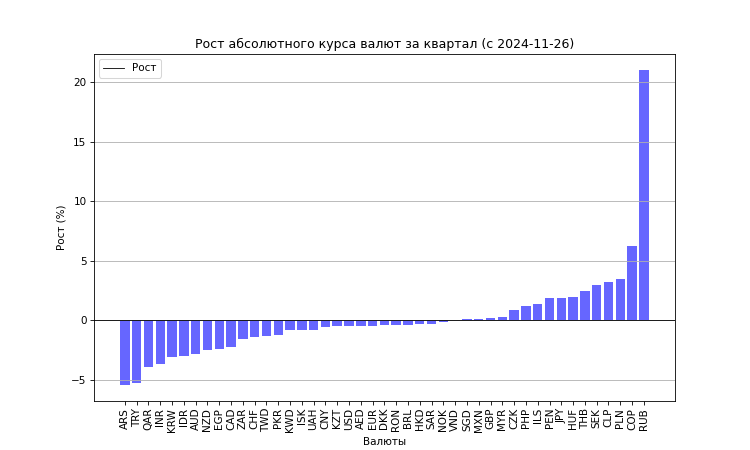 Рост абсолютного курса валют за квартал (с 2024-11-26)
Рост
20
15
10
5
0
−5
Рост (%)
ARS TRY QAR INR KRW IDR AUD NZD EGP CAD ZAR CHF TWD PKR KWD ISK UAH CNY KZT USD AED EUR DKK RON BRL HKD SAR NOK VND SGD MXN GBP MYR CZK PHP ILS PEN JPY HUF THB SEK CLP PLN COP RUB
Валюты